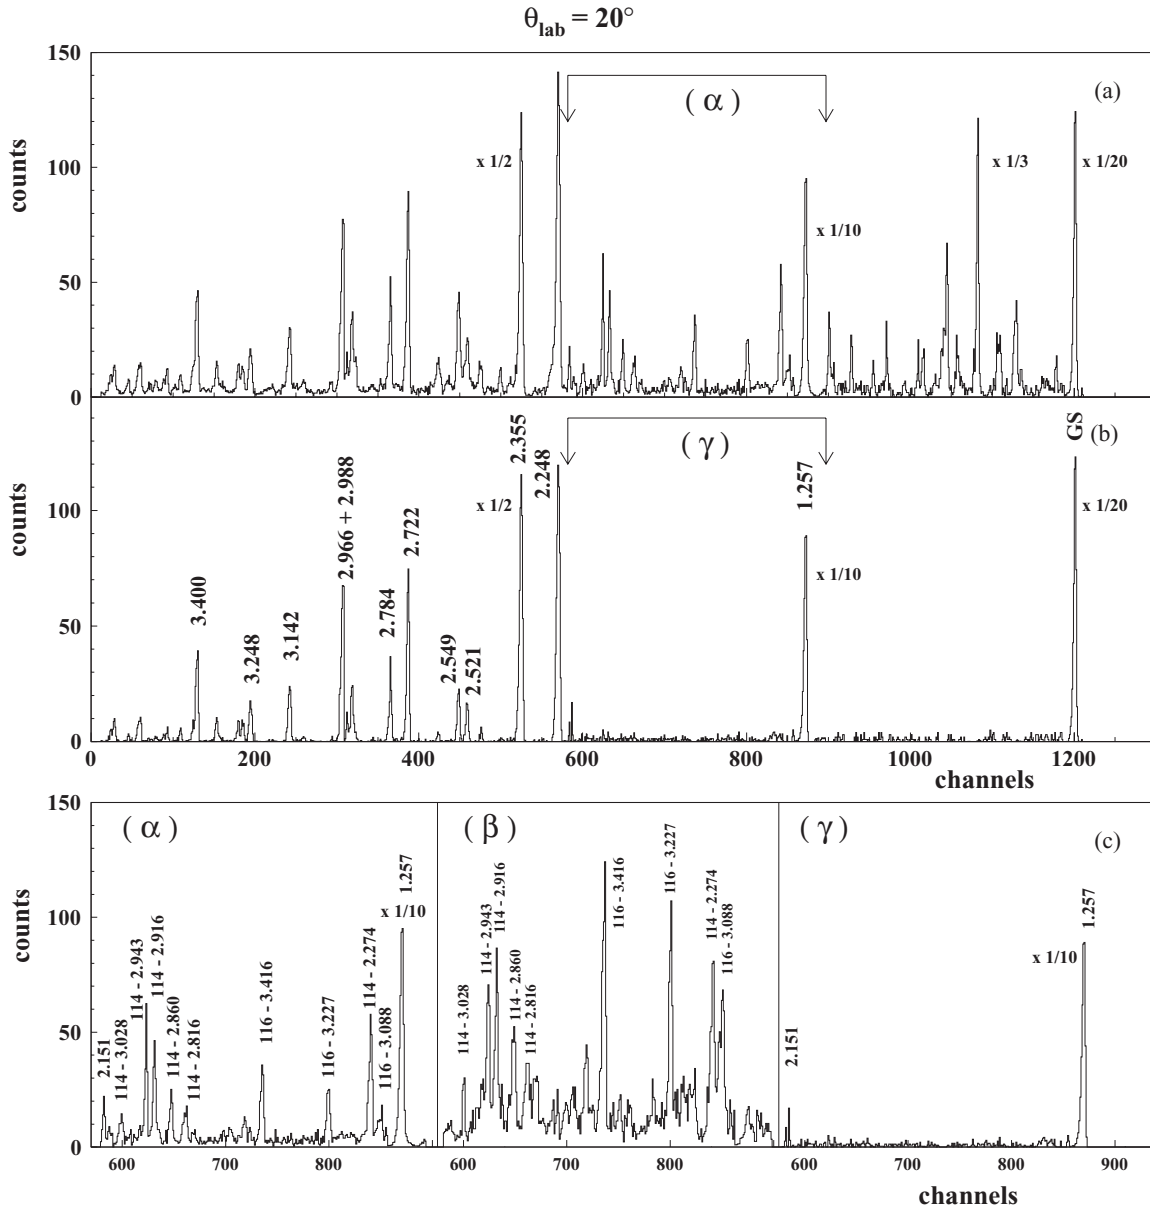 θlab = 20°
150
100
50
0
counts
( α )
(a)
x 1/2
x 1/10
x 1/3
x 1/20
100
50
0
counts
( γ )
(b)
3.400
3.248
3.142
2.966 + 2.988
2.784
2.722
2.549
2.521
2.355
x 1/2
2.248
1.257
x 1/10
GS
x 1/20
0
200
400
600
800
1000
1200
channels
150
100
50
0
counts
( α )
2.151
114 - 3.028
114 - 2.943
114 - 2.916
114 - 2.860
114 - 2.816
116 - 3.416
116 - 3.227
114 - 2.274
116 - 3.088
1.257
x 1/10
( β )
114 - 3.028
114 - 2.943
114 - 2.916
114 - 2.860
114 - 2.816
116 - 3.416
116 - 3.227
114 - 2.274
116 - 3.088
( γ )
(c)
2.151
1.257
x 1/10
600
700
800
600
700
800
600
700
800
900
channels